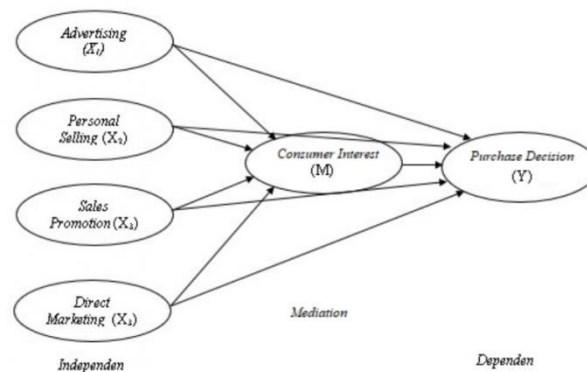 Advertising
(X₁)
Personal
Selling (X₂)
Consumer Interest
(M)
Purchase Decision
(Y)
Sales
Promotion (X₃)
Direct
Marketing (X₃)
Mediation
Independen
Dependen